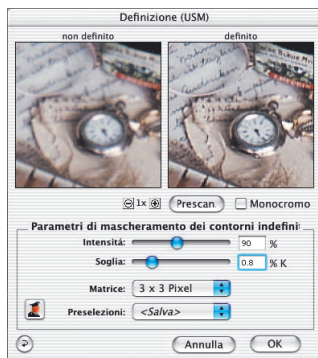 Definizione (USM)
non definito definito
1x Prescan Monocromo
Parametri di mascheramento dei contorni indefinit
Intensitá: 90 %
Soglia: 0.8 % K
Matrice: 3 x 3 Pixel
Preselezioni: <Salva>
Annulla OK